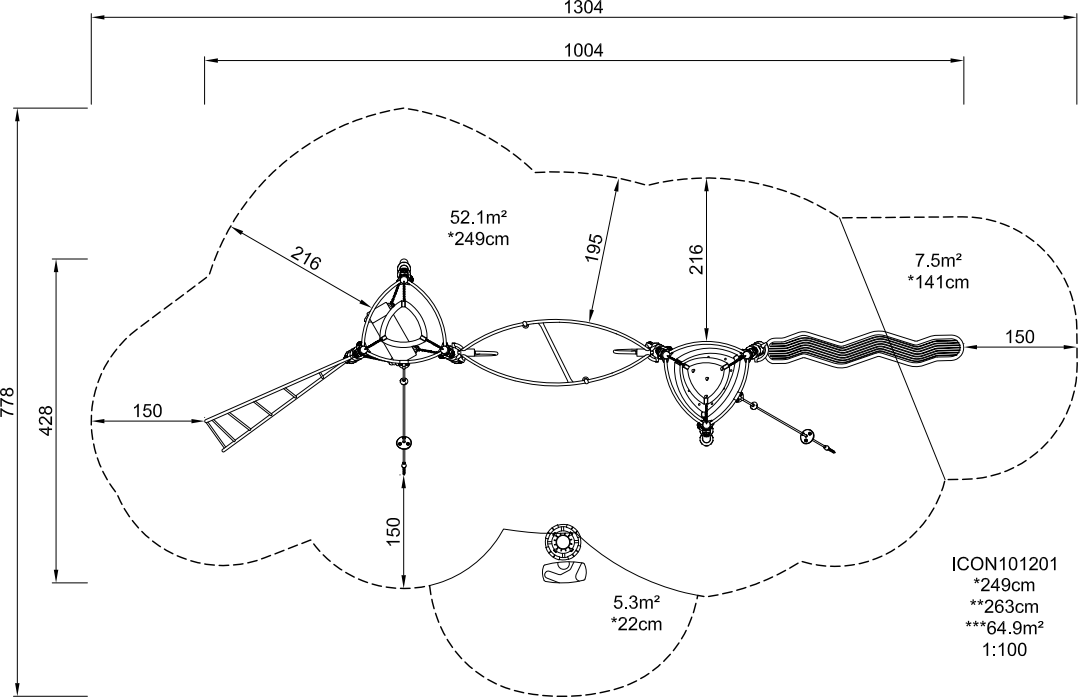 1304
1004
52.1m²
*249cm
216
195
216
7.5m²
*141cm
150
778
428
150
150
5.3m²
*22cm
ICON101201
*249cm
**263cm
***64.9m²
1:100